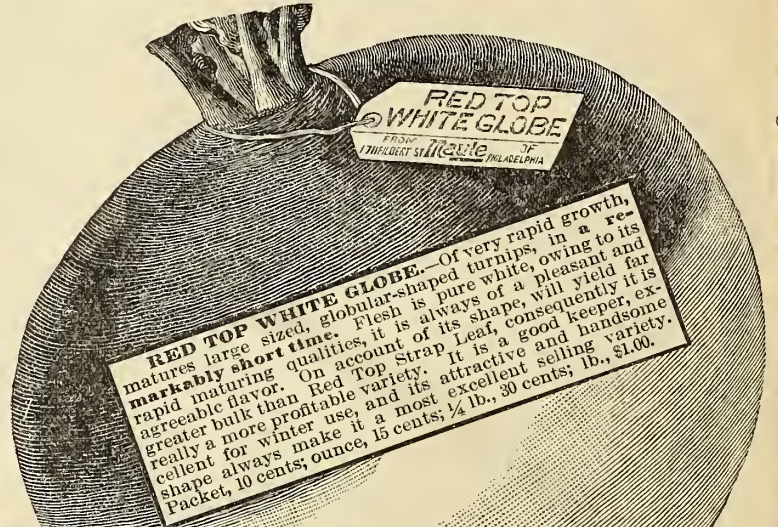 RED TOP
WHITE GLOBE
FROM
1711 FILBERT ST Maule OF
PHILADELPHIA
RED TOP WHITE GLOBE.—Of very rapid growth,
matures large sized, globular-shaped turnips, in a re-
markably short time. Flesh is pure white, owing to its
rapid maturing qualities, it is always of a pleasant and
agreeable flavor. On account of its shape, will yield far
greater bulk than Red Top Strap Leaf, consequently it is
really a more profitable variety. It is a good keeper, ex-
cellent for winter use, and its attractive and handsome
shape always make it a most excellent selling variety.
Packet, 10 cents; ounce, 15 cents; ¼ lb., 30 cents; lb., $1.00.